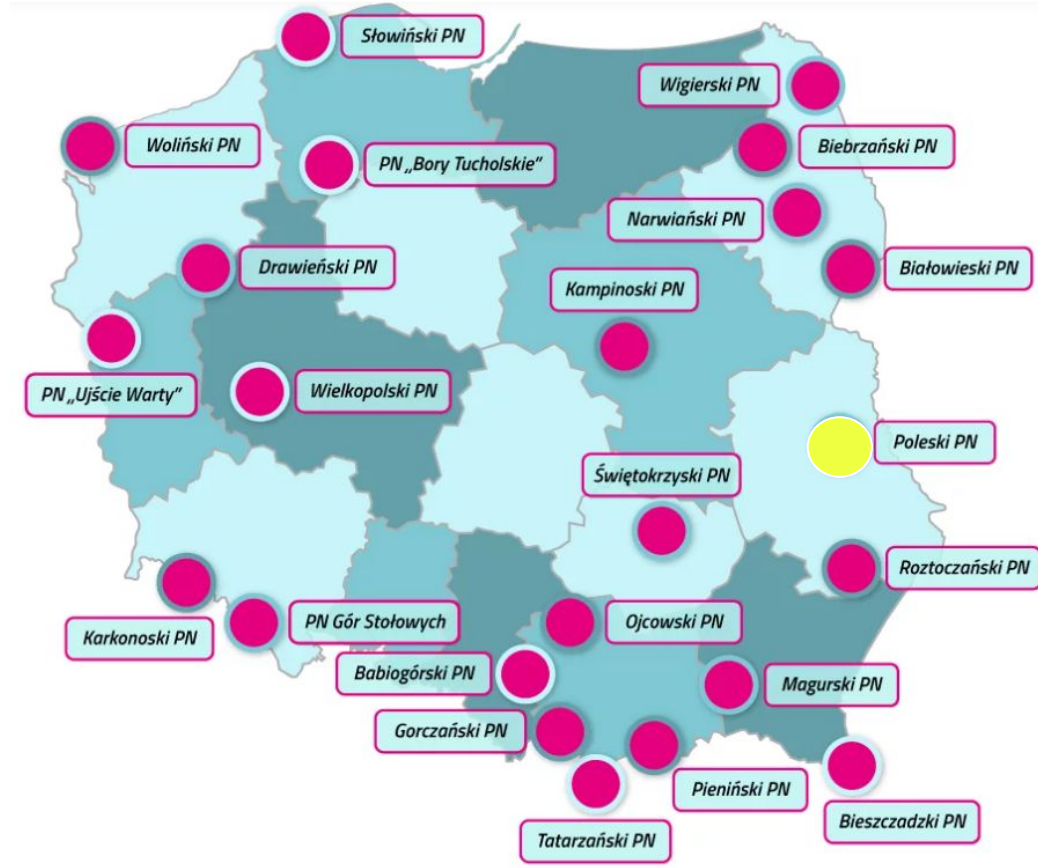 Słowiński PN
Wigierski PN
Woliński PN
Biebrzański PN
PN „Bory Tucholskie”
Narwiański PN
Drawieński PN
Białowieski PN
Kampinoski PN
PN „Ujście Warty”
Wielkopolski PN
Poleski PN
Świętokrzyski PN
Roztoczański PN
Karkonoski PN
PN Gór Stołowych
Ojcowski PN
Babiogórski PN
Magurski PN
Gorczański PN
Pieniński PN
Bieszczadzki PN
Tatarzański PN